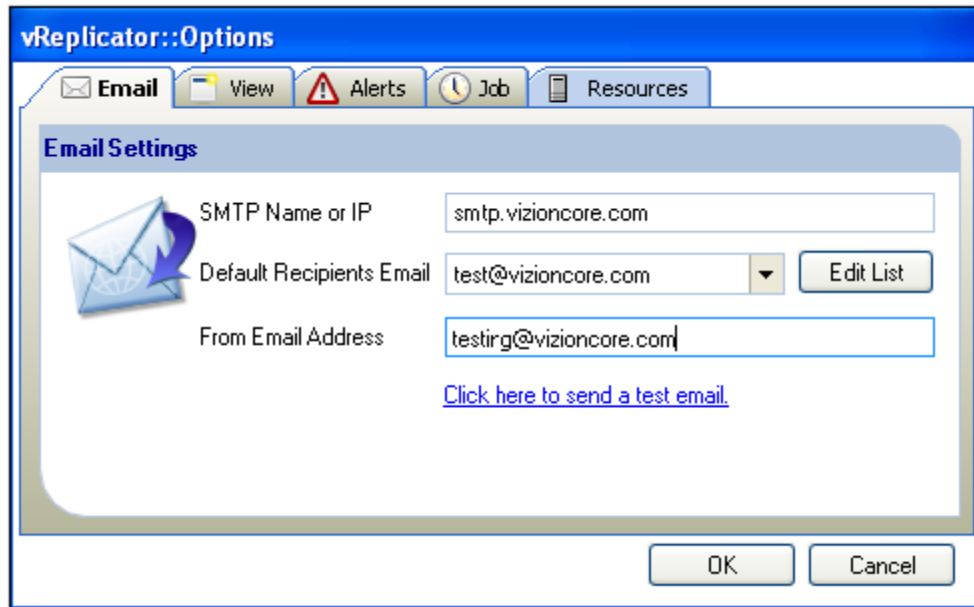 vReplicator::Options
Email View Alerts Job Resources
Email Settings
SMTP Name or IP smtp.vizioncore.com
Default Recipients Email test@vizioncore.com Edit List
From Email Address testing@vizioncore.com
Click here to send a test email.
OK Cancel